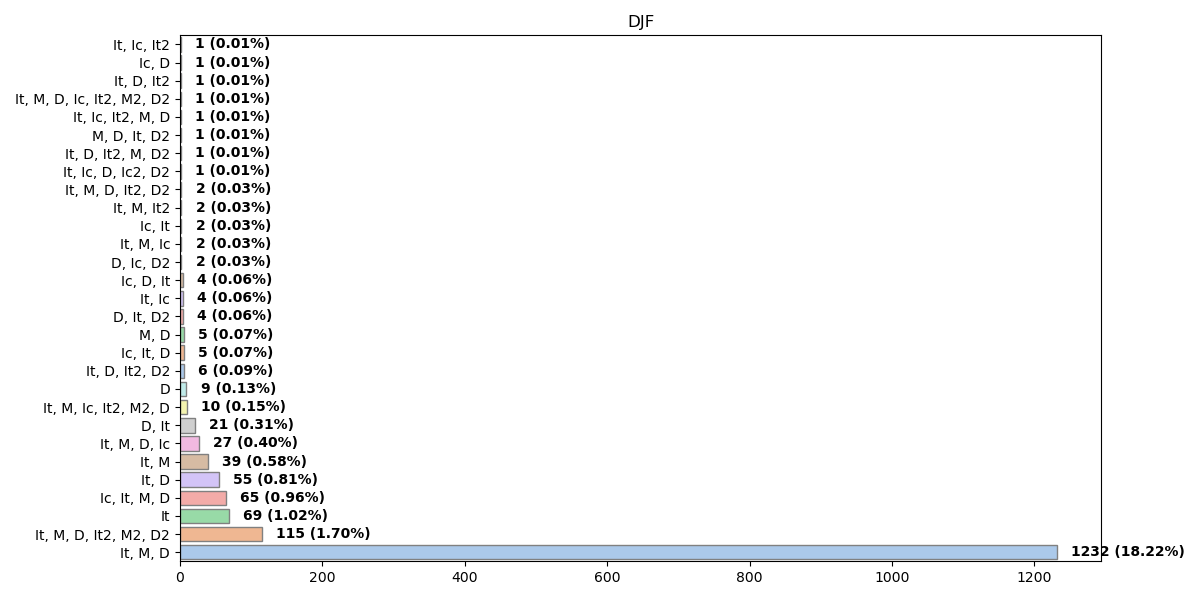 DJF
It, Ic, It2 1 (0.01%)
Ic, D 1 (0.01%)
It, D, It2 1 (0.01%)
It, M, D, Ic, It2, M2, D2 1 (0.01%)
It, Ic, It2, M, D 1 (0.01%)
M, D, It, D2 1 (0.01%)
It, D, It2, M, D2 1 (0.01%)
It, Ic, D, Ic2, D2 1 (0.01%)
It, M, D, It2, D2 2 (0.03%)
It, M, It2 2 (0.03%)
Ic, It 2 (0.03%)
It, M, Ic 2 (0.03%)
D, Ic, D2 2 (0.03%)
Ic, D, It 4 (0.06%)
It, Ic 4 (0.06%)
D, It, D2 4 (0.06%)
M, D 5 (0.07%)
Ic, It, D 5 (0.07%)
It, D, It2, D2 6 (0.09%)
D 9 (0.13%)
It, M, Ic, It2, M2, D 10 (0.15%)
D, It 21 (0.31%)
It, M, D, Ic 27 (0.40%)
It, M 39 (0.58%)
It, D 55 (0.81%)
Ic, It, M, D 65 (0.96%)
It 69 (1.02%)
It, M, D, It2, M2, D2 115 (1.70%)
It, M, D 1232 (18.22%)
0 200 400 600 800 1000 1200